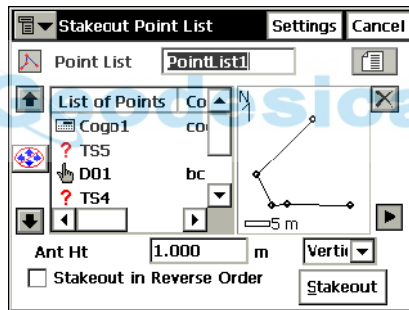 Stakeout Point List Settings Cancel
Point List PointList1
List of Points Co
N
Cogo1 co
? TS5
D01 bc
? TS4
5 m
Ant Ht 1.000 m Verti
Stakeout in Reverse Order
Stakeout
Geodesica